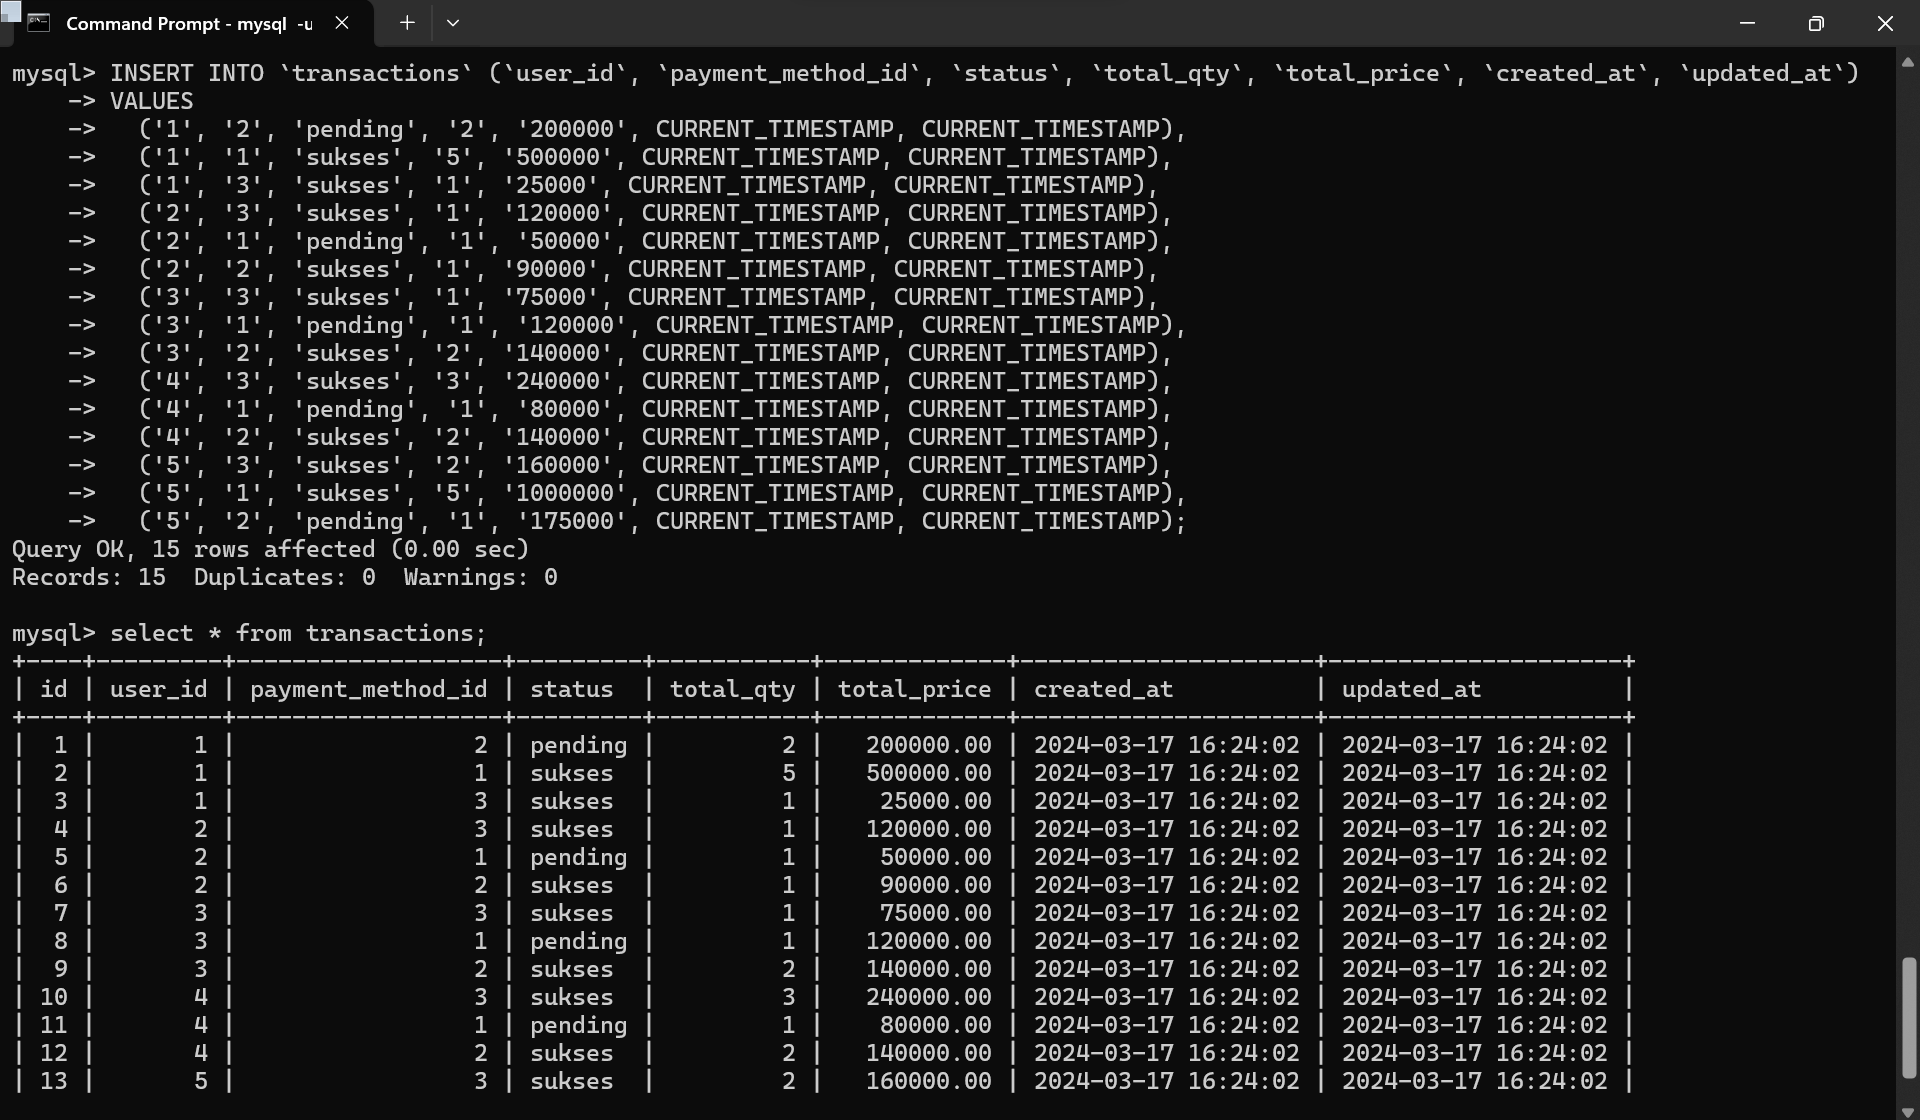 Command Prompt - mysql  -u
mysql> INSERT INTO `transactions` (`user_id`, `payment_method_id`, `status`, `total_qty`, `total_price`, `created_at`, `updated_at`)
    -> VALUES
    ->   ('1', '2', 'pending', '2', '200000', CURRENT_TIMESTAMP, CURRENT_TIMESTAMP),
    ->   ('1', '1', 'sukses', '5', '500000', CURRENT_TIMESTAMP, CURRENT_TIMESTAMP),
    ->   ('1', '3', 'sukses', '1', '25000', CURRENT_TIMESTAMP, CURRENT_TIMESTAMP),
    ->   ('2', '3', 'sukses', '1', '120000', CURRENT_TIMESTAMP, CURRENT_TIMESTAMP),
    ->   ('2', '1', 'pending', '1', '50000', CURRENT_TIMESTAMP, CURRENT_TIMESTAMP),
    ->   ('2', '2', 'sukses', '1', '90000', CURRENT_TIMESTAMP, CURRENT_TIMESTAMP),
    ->   ('3', '3', 'sukses', '1', '75000', CURRENT_TIMESTAMP, CURRENT_TIMESTAMP),
    ->   ('3', '1', 'pending', '1', '120000', CURRENT_TIMESTAMP, CURRENT_TIMESTAMP),
    ->   ('3', '2', 'sukses', '2', '140000', CURRENT_TIMESTAMP, CURRENT_TIMESTAMP),
    ->   ('4', '3', 'sukses', '3', '240000', CURRENT_TIMESTAMP, CURRENT_TIMESTAMP),
    ->   ('4', '1', 'pending', '1', '80000', CURRENT_TIMESTAMP, CURRENT_TIMESTAMP),
    ->   ('4', '2', 'sukses', '2', '140000', CURRENT_TIMESTAMP, CURRENT_TIMESTAMP),
    ->   ('5', '3', 'sukses', '2', '160000', CURRENT_TIMESTAMP, CURRENT_TIMESTAMP),
    ->   ('5', '1', 'sukses', '5', '1000000', CURRENT_TIMESTAMP, CURRENT_TIMESTAMP),
    ->   ('5', '2', 'pending', '1', '175000', CURRENT_TIMESTAMP, CURRENT_TIMESTAMP);
Query OK, 15 rows affected (0.00 sec)
Records: 15  Duplicates: 0  Warnings: 0
mysql> select * from transactions;
+----+---------+-------------------+---------+-----------+-------------+---------------------+---------------------+
| id | user_id | payment_method_id | status  | total_qty | total_price | created_at          | updated_at          |
+----+---------+-------------------+---------+-----------+-------------+---------------------+---------------------+
|  1 |       1 |                 2 | pending |         2 |   200000.00 | 2024-03-17 16:24:02 | 2024-03-17 16:24:02 |
|  2 |       1 |                 1 | sukses  |         5 |   500000.00 | 2024-03-17 16:24:02 | 2024-03-17 16:24:02 |
|  3 |       1 |                 3 | sukses  |         1 |    25000.00 | 2024-03-17 16:24:02 | 2024-03-17 16:24:02 |
|  4 |       2 |                 3 | sukses  |         1 |   120000.00 | 2024-03-17 16:24:02 | 2024-03-17 16:24:02 |
|  5 |       2 |                 1 | pending |         1 |    50000.00 | 2024-03-17 16:24:02 | 2024-03-17 16:24:02 |
|  6 |       2 |                 2 | sukses  |         1 |    90000.00 | 2024-03-17 16:24:02 | 2024-03-17 16:24:02 |
|  7 |       3 |                 3 | sukses  |         1 |    75000.00 | 2024-03-17 16:24:02 | 2024-03-17 16:24:02 |
|  8 |       3 |                 1 | pending |         1 |   120000.00 | 2024-03-17 16:24:02 | 2024-03-17 16:24:02 |
|  9 |       3 |                 2 | sukses  |         2 |   140000.00 | 2024-03-17 16:24:02 | 2024-03-17 16:24:02 |
| 10 |       4 |                 3 | sukses  |         3 |   240000.00 | 2024-03-17 16:24:02 | 2024-03-17 16:24:02 |
| 11 |       4 |                 1 | pending |         1 |    80000.00 | 2024-03-17 16:24:02 | 2024-03-17 16:24:02 |
| 12 |       4 |                 2 | sukses  |         2 |   140000.00 | 2024-03-17 16:24:02 | 2024-03-17 16:24:02 |
| 13 |       5 |                 3 | sukses  |         2 |   160000.00 | 2024-03-17 16:24:02 | 2024-03-17 16:24:02 |